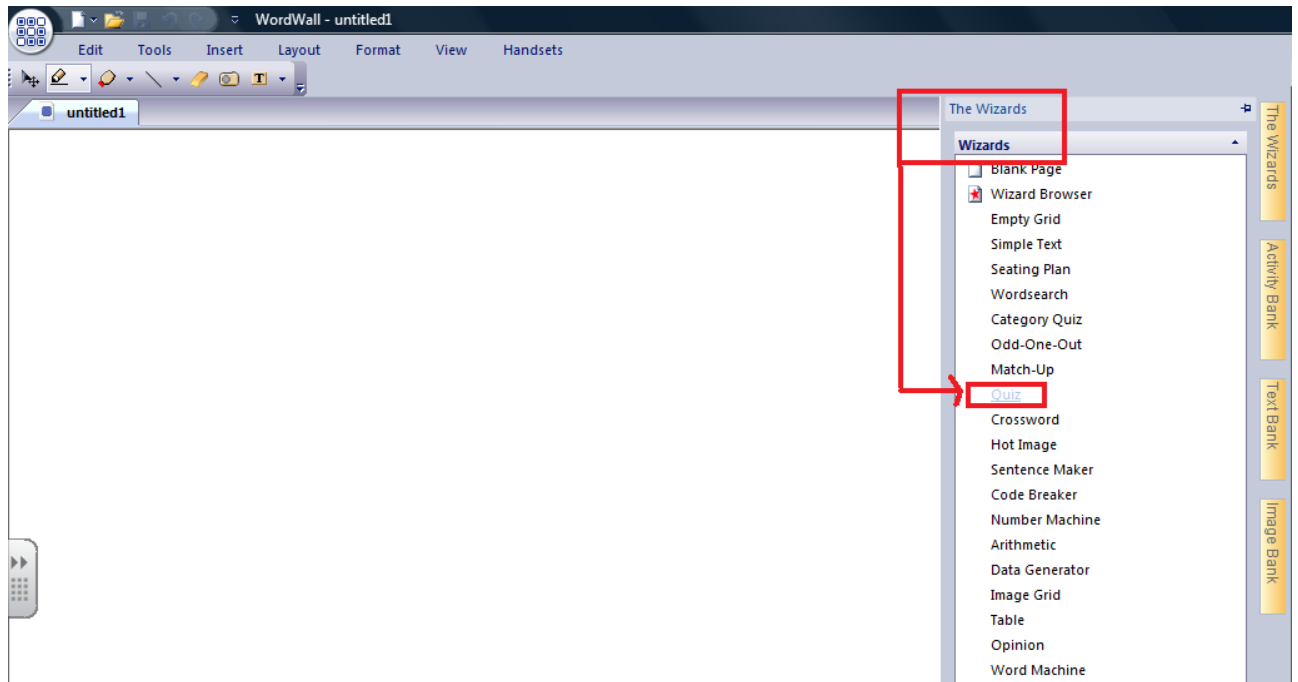 WordWall - untitled1
Edit Tools Insert Layout Format View Handsets
T
untitled1
The Wizards
Wizards
Blank Page
Wizard Browser
Empty Grid
Simple Text
Seating Plan
Wordsearch
Category Quiz
Odd-One-Out
Match-Up
Quiz
Crossword
Hot Image
Sentence Maker
Code Breaker
Number Machine
Arithmetic
Data Generator
Image Grid
Table
Opinion
Word Machine
The Wizards
Activity Bank
Text Bank
Image Bank